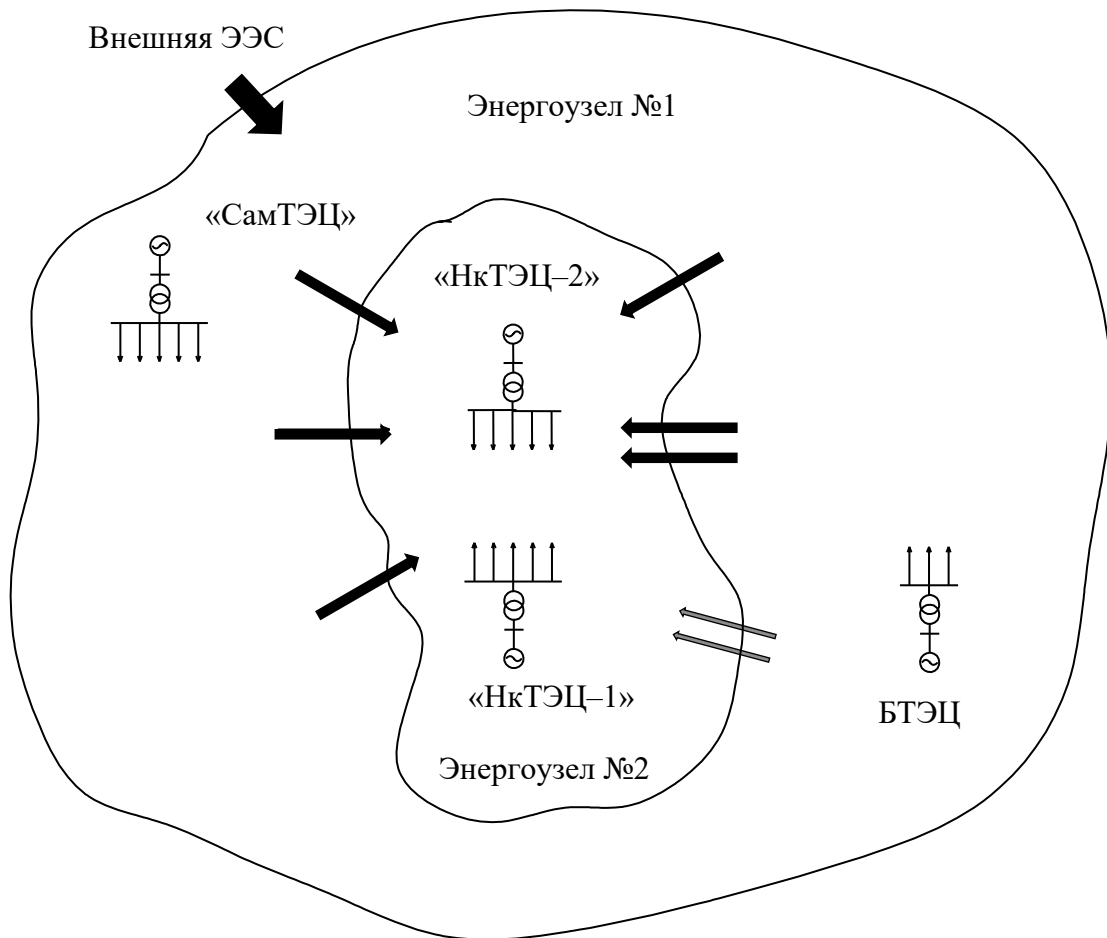 Внешняя ЭЭС
Энергоузел №1
«СамТЭЦ»
«НкТЭЦ–2»
«НкТЭЦ–1»
БТЭЦ
Энергоузел №2